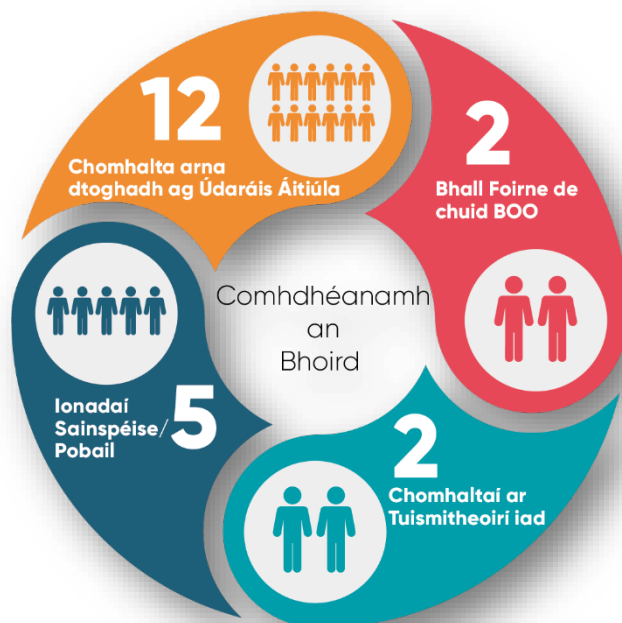 12
Chomhalta arna
dtoghadh ag Údaráis Áitiúla
2
Bhall Foirne de
chuid BOO
Comhdhéanamh
an
Bhoird
Ionadaí
Sainspéise/
Pobail
5
2
Chomhaltaí ar
Tuismitheoirí iad